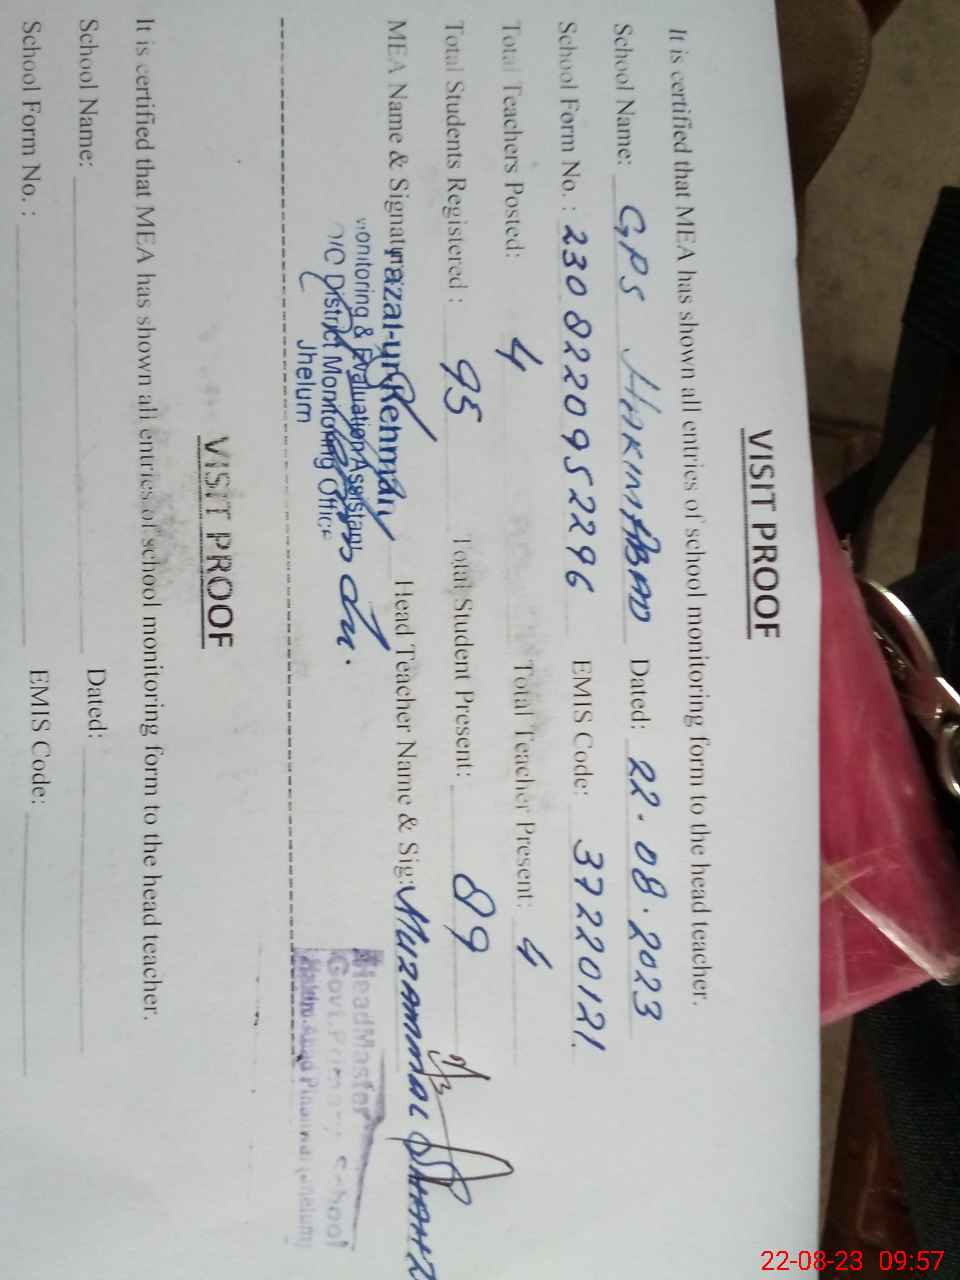 VISIT PROOF
It is certified that MEA has shown all entries of school monitoring form to the head teacher.
School Name: GPS HAKIMABAD Dated: 22.08.2023
School Form No. : 2308220952296 EMIS Code: 37220121
Total Teachers Posted: 4 Total Teacher Present: 4
Total Students Registered : 95 Total Student Present: 89
MEA Name & Signature Fazal-ur-Rehman Head Teacher Name & Sig: Muzammal
Monitoring & Evaluation Assistant
O/O District Monitoring Office
Jhelum
Head Master
Govt. Primary School
VISIT PROOF
It is certified that MEA has shown all entries of school monitoring form to the head teacher.
School Name: Dated:
School Form No. : EMIS Code:
22-08-23 09:57